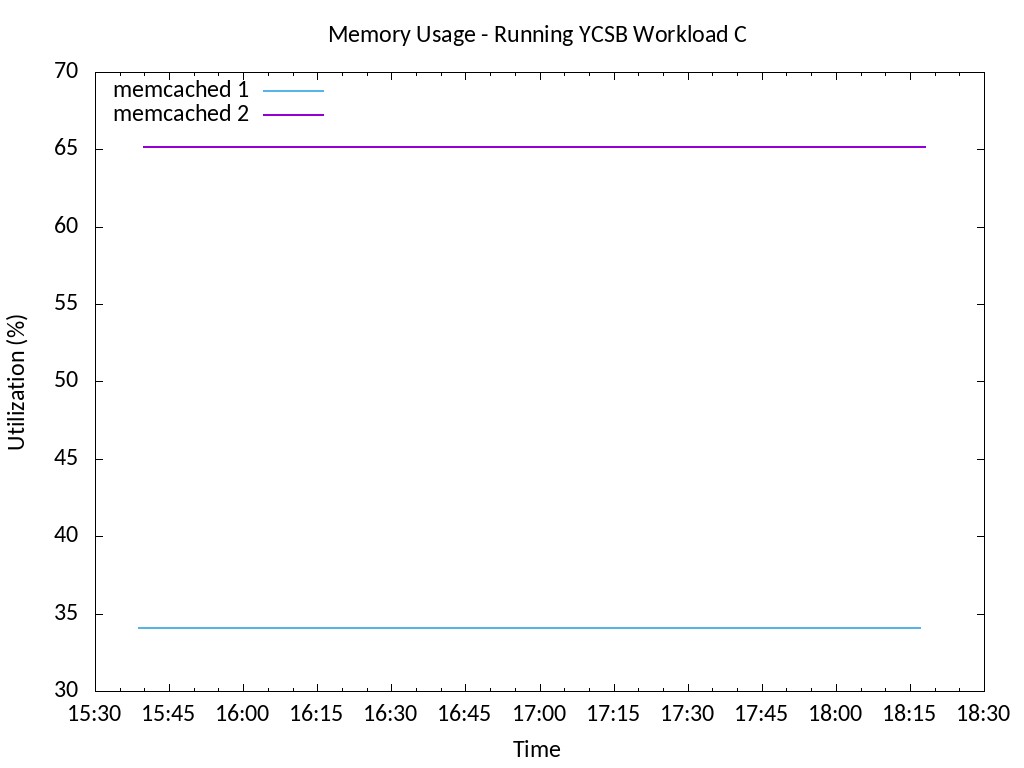 Memory Usage - Running YCSB Workload C
70
memcached 1
memcached 2
65
60
55
50
45
40
35
30
Utilization (%)
15:30 15:45 16:00 16:15 16:30 16:45 17:00 17:15 17:30 17:45 18:00 18:15 18:30
Time